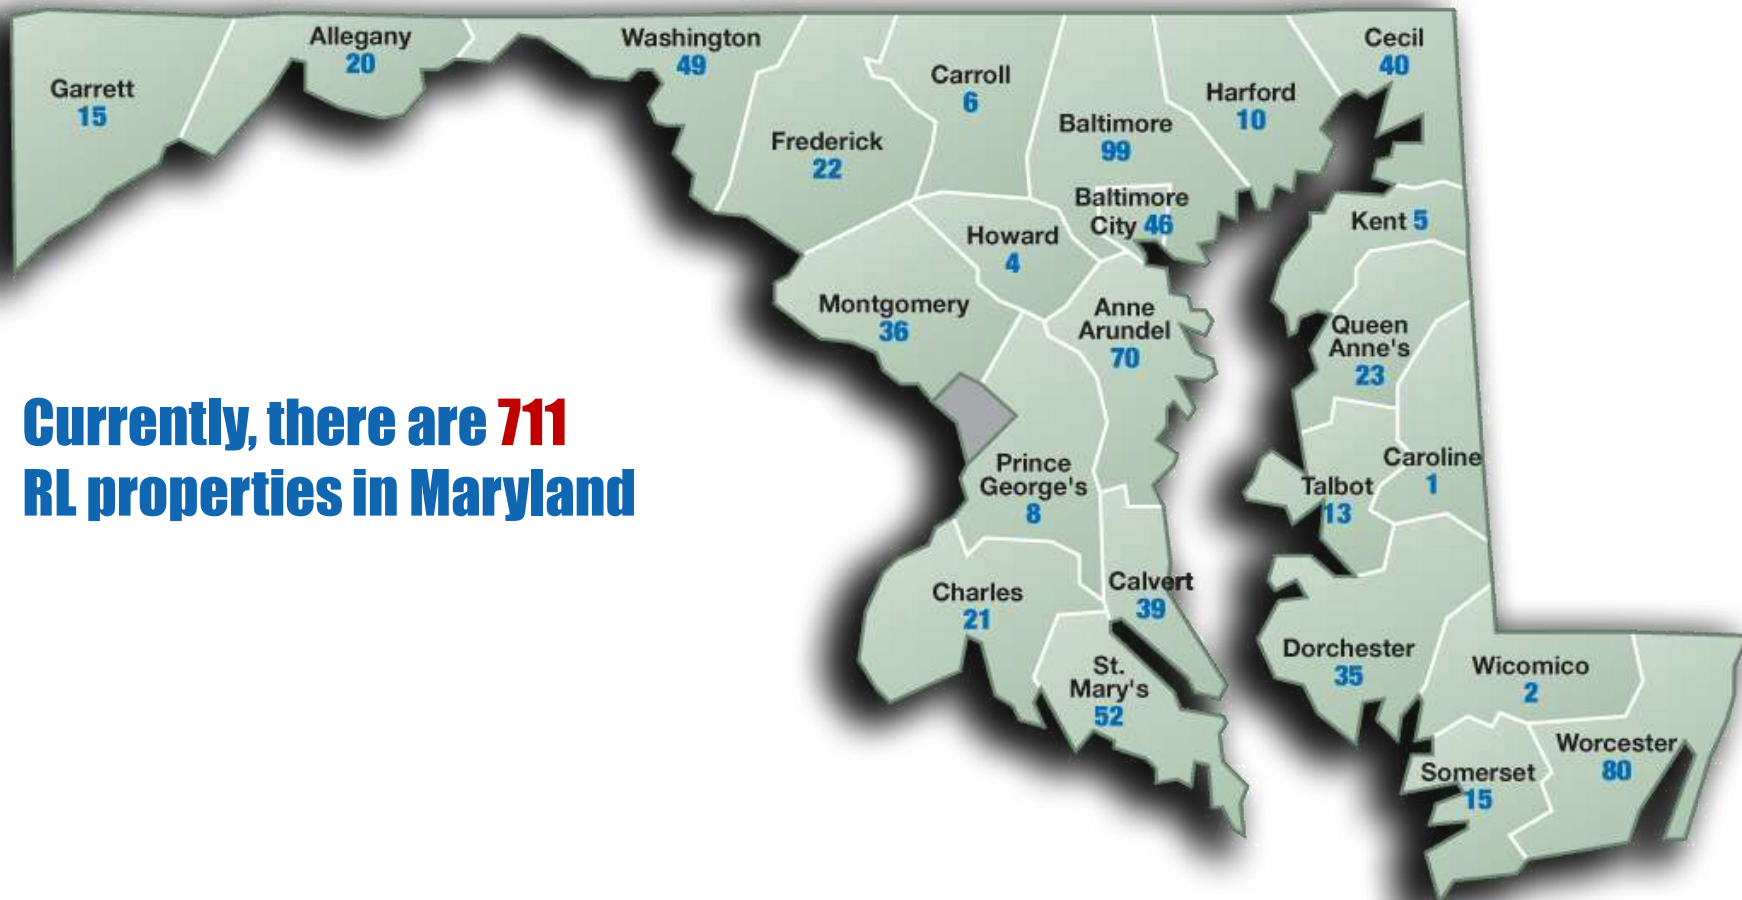 Garrett
15
Allegany
20
Washington
49
Frederick
22
Carroll
6
Baltimore
99
Harford
10
Cecil
40
Baltimore
City 46
Howard
4
Montgomery
36
Anne
Arundel
70
Kent 5
Queen
Anne's
23
Currently, there are 711
RL properties in Maryland
Prince
George's
8
Talbot
13
Caroline
1
Charles
21
Calvert
39
St.
Mary's
52
Dorchester
35
Wicomico
2
Somerset
15
Worcester
80